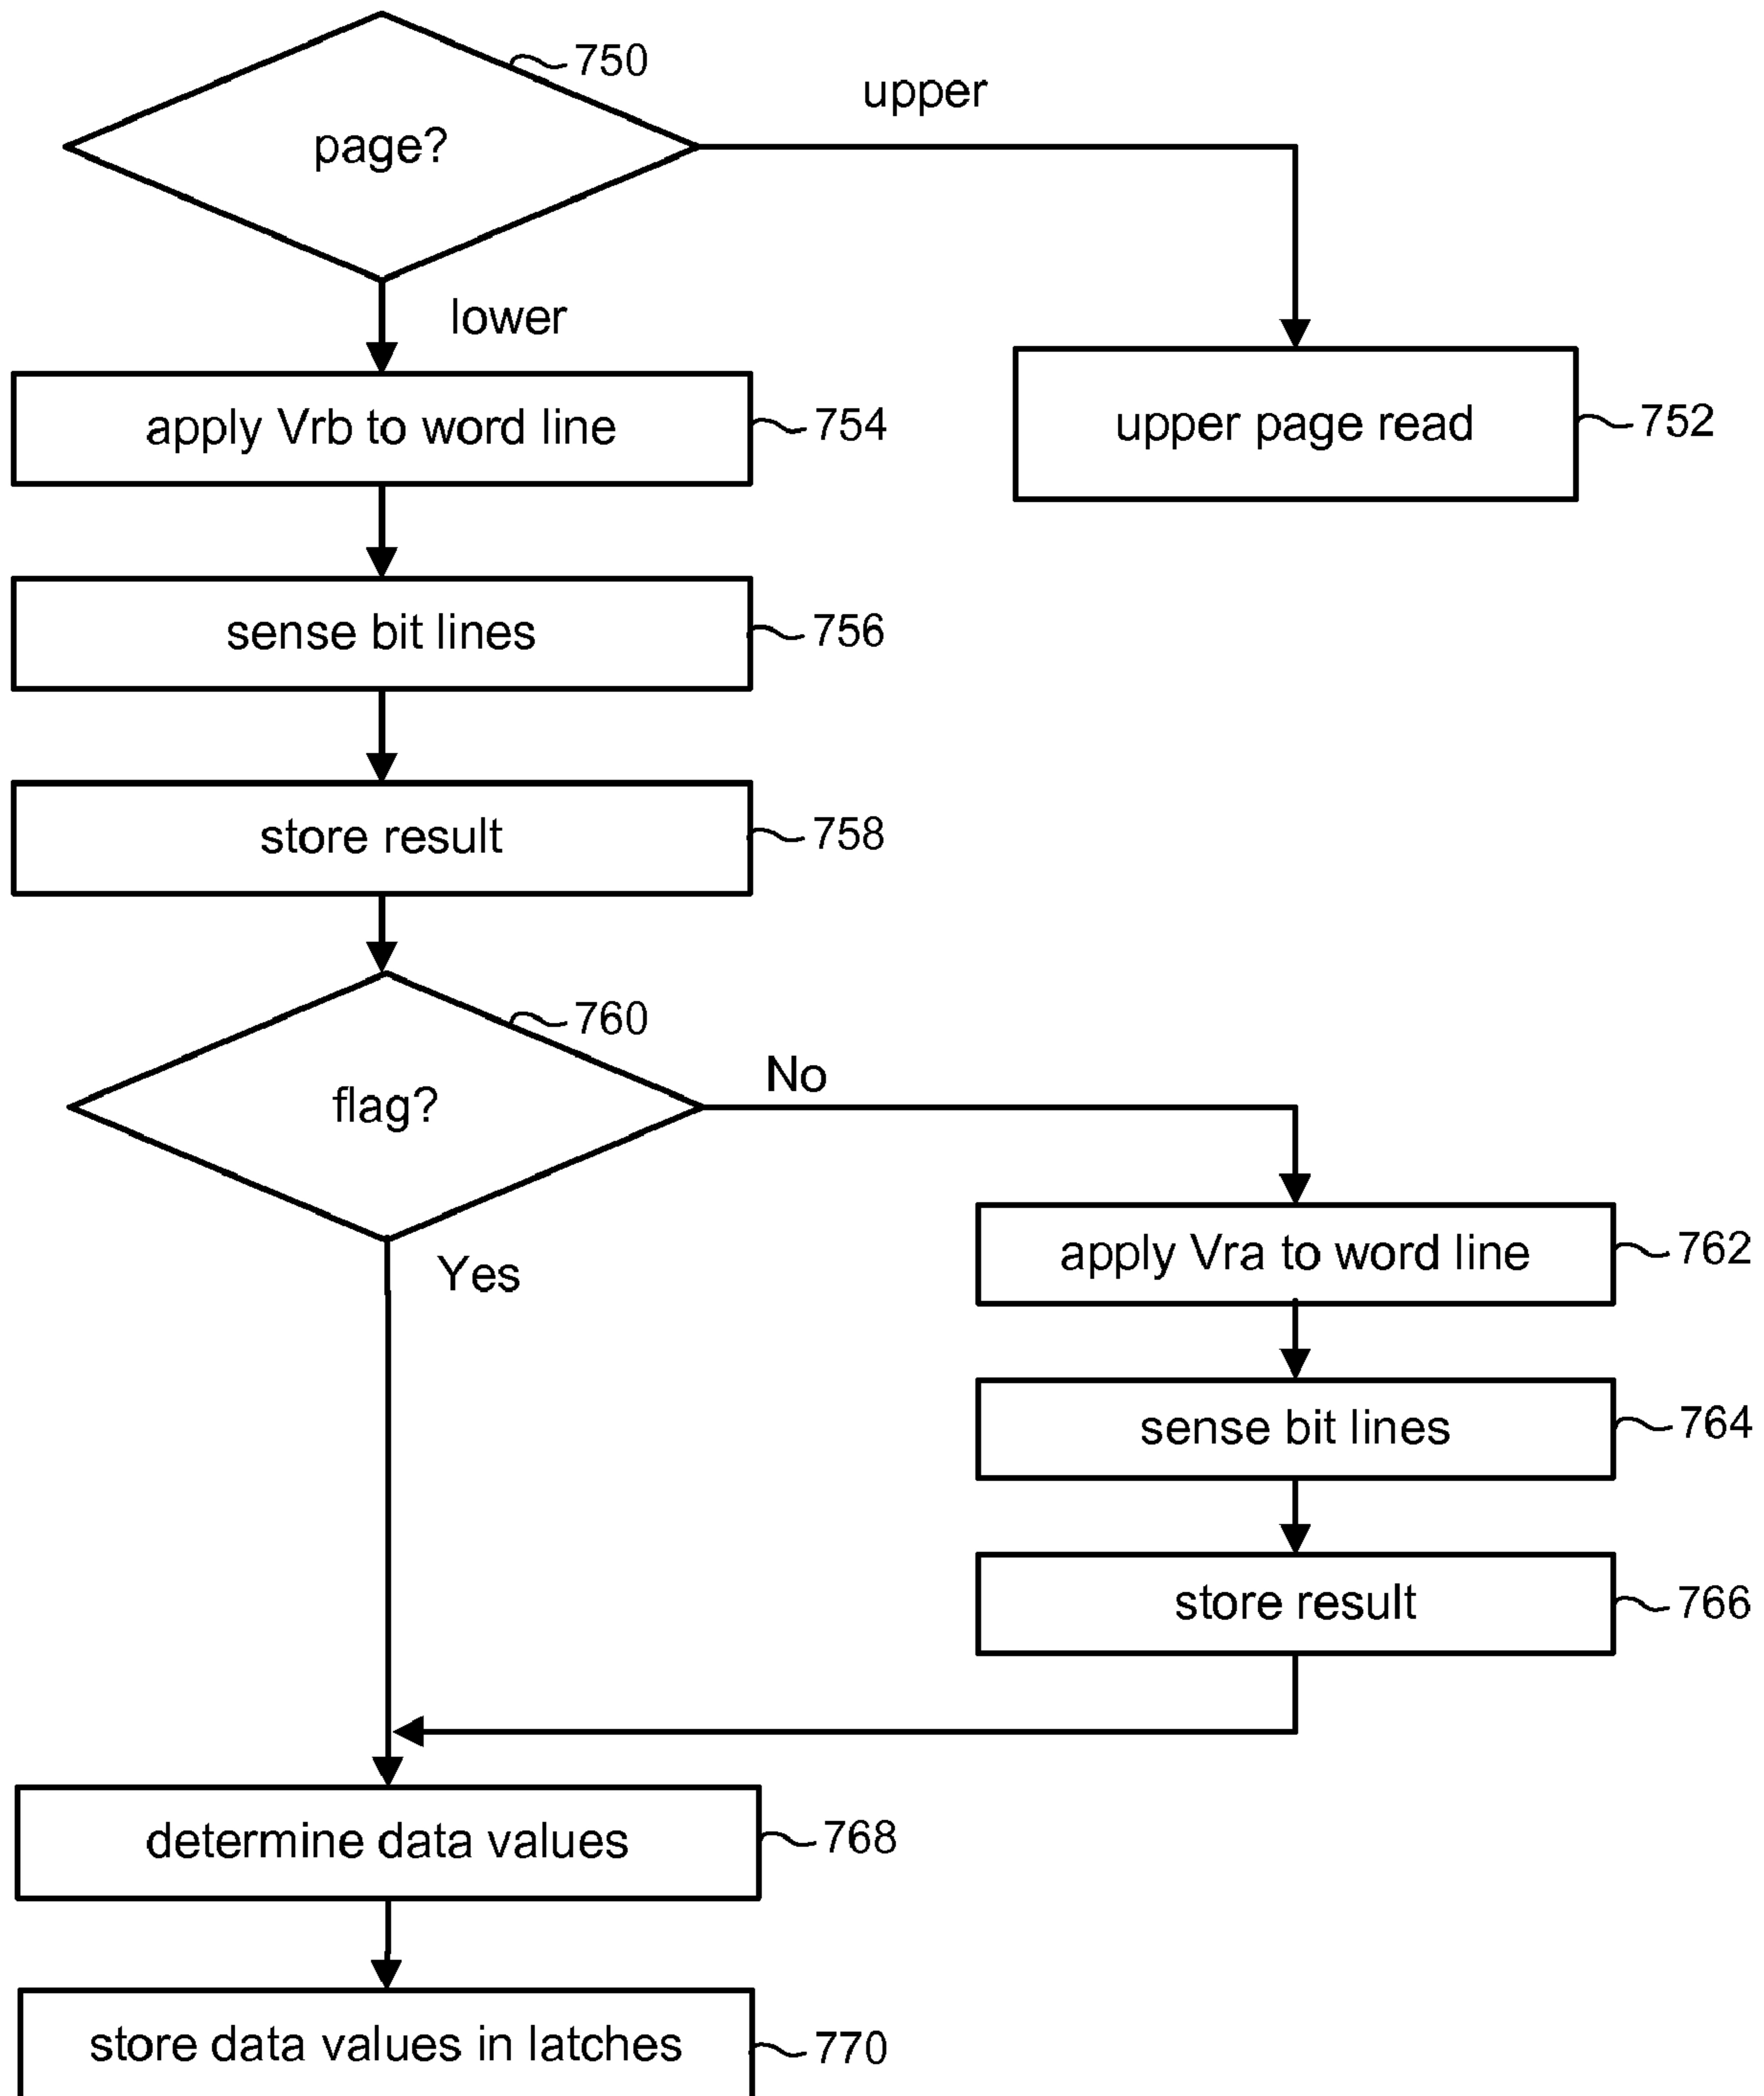 750
page?
upper
lower
apply Vrb to word line
754
upper page read
752
sense bit lines
756
store result
758
760
flag?
No
Yes
apply Vra to word line
762
sense bit lines
764
store result
766
determine data values
768
store data values in latches
770